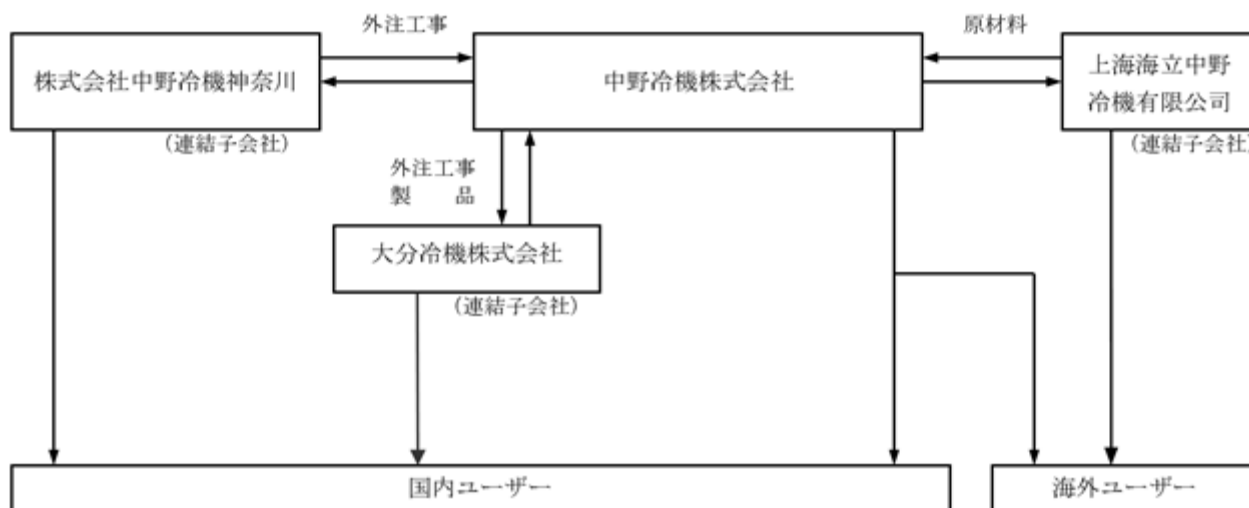 外注工事
原材料
株式会社中野冷機神奈川
中野冷機株式会社
上海海立中野
冷機有限公司
(連結子会社)
(連結子会社)
外注工事
製　　品
大分冷機株式会社
(連結子会社)
国内ユーザー
海外ユーザー